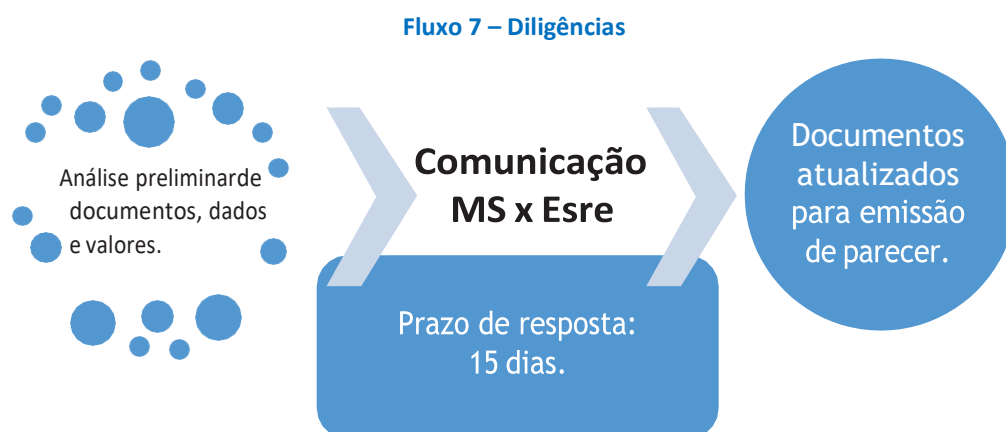 Fluxo 7 – Diligências
Análise preliminarde
documentos, dados
e valores.
Comunicação
MS x Esre
Prazo de resposta:
15 dias.
Documentos
atualizados
para emissão
de parecer.